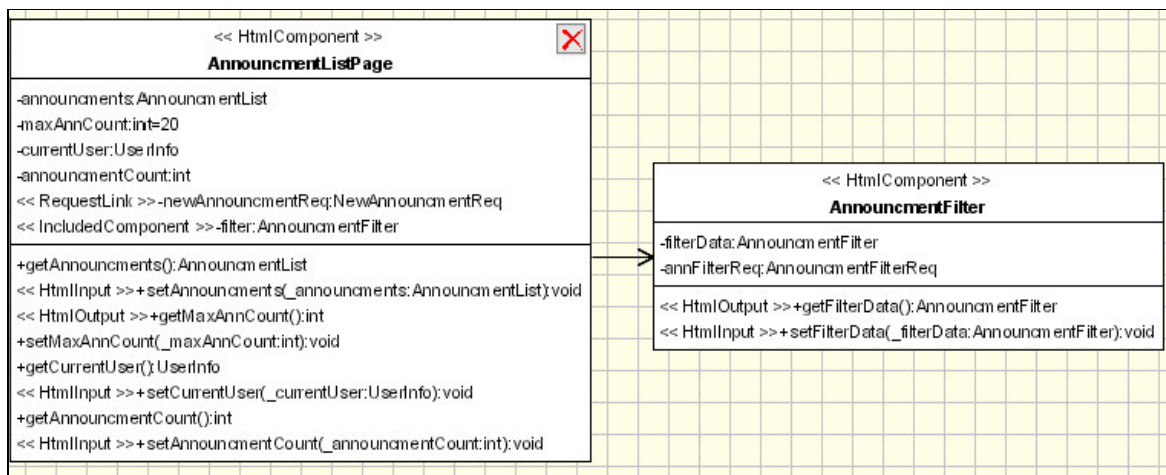 << HtmlComponent >>
AnnouncmentListPage
-announcments:AnnouncmentList
-maxAnnCount:int=20
-currentUser:UserInfo
-announcmentCount:int
<< RequestLink >>-newAnnouncmentReq:NewAnnouncmentReq
<< IncludedComponent >>-filter:AnnouncmentFilter
+getAnnouncments():AnnouncmentList
<< HtmlInput >>+setAnnouncments(_announcments:AnnouncmentList):void
<< HtmlOutput >>+getMaxAnnCount():int
+setMaxAnnCount(_maxAnnCount:int):void
+getCurrentUser():UserInfo
<< HtmlInput >>+setCurrentUser(_currentUser:UserInfo):void
+getAnnouncmentCount():int
<< HtmlInput >>+setAnnouncmentCount(_announcmentCount:int):void
<< HtmlComponent >>
AnnouncmentFilter
-filterData:AnnouncmentFilter
-annFilterReq:AnnouncmentFilterReq
<< HtmlOutput >>+getFilterData():AnnouncmentFilter
<< HtmlInput >>+setFilterData(_filterData:AnnouncmentFilter):void